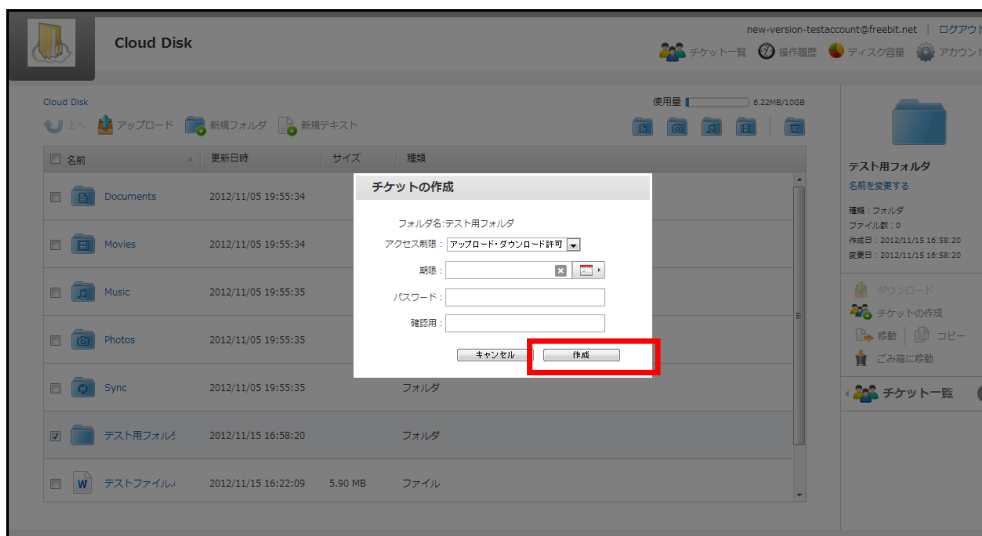 new-version-testaccount@freebit.net | ログアウト
Cloud Disk
チケット一覧 操作履歴 ディスク容量 アカウント
Cloud Disk
使用量 6.22MB/10GB
上へ アップロード 新規フォルダ 新規テキスト
名前 更新日時 サイズ 種類
Documents 2012/11/05 19:55:34
Movies 2012/11/05 19:55:34
Music 2012/11/05 19:55:35
Photos 2012/11/05 19:55:35
Sync 2012/11/05 19:55:35 フォルダ
テスト用フォルダ 2012/11/15 16:58:20 フォルダ
W テストファイル 2012/11/15 16:22:09 5.90 MB ファイル
チケットの作成
フォルダ名:テスト用フォルダ
アクセス制限: アップロード・ダウンロード許可
期限:
パスワード:
確認用:
キャンセル 作成
テスト用フォルダ
名前を変更する
種類:フォルダ
ファイル数:0
作成日:2012/11/15 16:58:20
変更日:2012/11/15 16:58:20
ダウンロード
チケットの作成
移動 コピー
ごみ箱に移動
チケット一覧